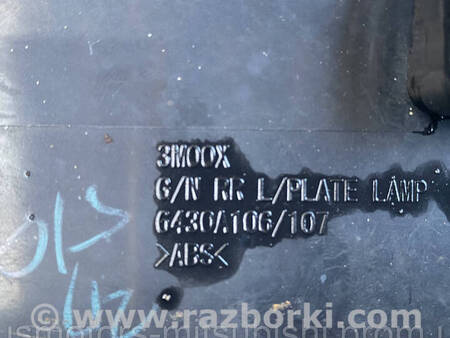 3M00X
G/N RR L/PLATE LAMP
6430A106/107
>ABS<
www.razborki.com